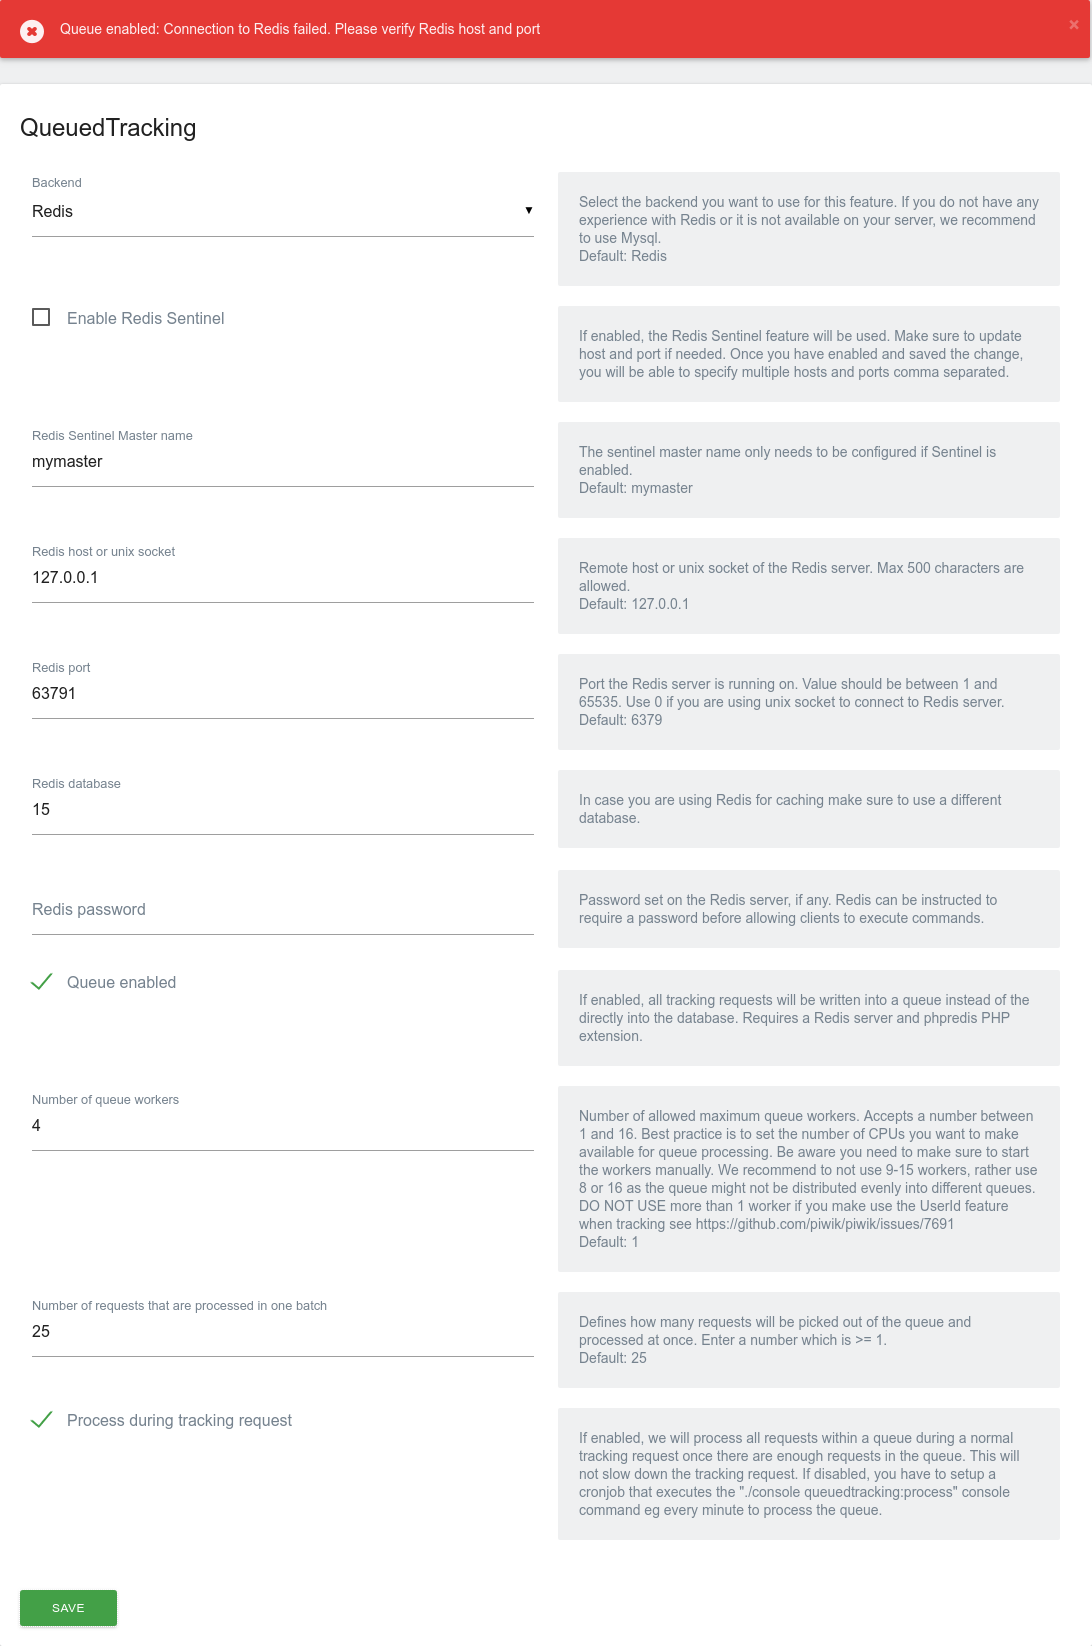 Queue enabled: Connection to Redis failed. Please verify Redis host and port
×
QueuedTracking
Backend
Redis
▼
Select the backend you want to use for this feature. If you do not have any
experience with Redis or it is not available on your server, we recommend
to use Mysql.
Default: Redis
Enable Redis Sentinel
If enabled, the Redis Sentinel feature will be used. Make sure to update
host and port if needed. Once you have enabled and saved the change,
you will be able to specify multiple hosts and ports comma separated.
Redis Sentinel Master name
mymaster
The sentinel master name only needs to be configured if Sentinel is
enabled.
Default: mymaster
Redis host or unix socket
127.0.0.1
Remote host or unix socket of the Redis server. Max 500 characters are
allowed.
Default: 127.0.0.1
Redis port
63791
Port the Redis server is running on. Value should be between 1 and
65535. Use 0 if you are using unix socket to connect to Redis server.
Default: 6379
Redis database
15
In case you are using Redis for caching make sure to use a different
database.
Redis password
Password set on the Redis server, if any. Redis can be instructed to
require a password before allowing clients to execute commands.
Queue enabled
If enabled, all tracking requests will be written into a queue instead of the
directly into the database. Requires a Redis server and phpredis PHP
extension.
Number of queue workers
4
Number of allowed maximum queue workers. Accepts a number between
1 and 16. Best practice is to set the number of CPUs you want to make
available for queue processing. Be aware you need to make sure to start
the workers manually. We recommend to not use 9-15 workers, rather use
8 or 16 as the queue might not be distributed evenly into different queues.
DO NOT USE more than 1 worker if you make use the UserId feature
when tracking see https://github.com/piwik/piwik/issues/7691
Default: 1
Number of requests that are processed in one batch
25
Defines how many requests will be picked out of the queue and
processed at once. Enter a number which is >= 1.
Default: 25
Process during tracking request
If enabled, we will process all requests within a queue during a normal
tracking request once there are enough requests in the queue. This will
not slow down the tracking request. If disabled, you have to setup a
cronjob that executes the "./console queuedtracking:process" console
command eg every minute to process the queue.
SAVE